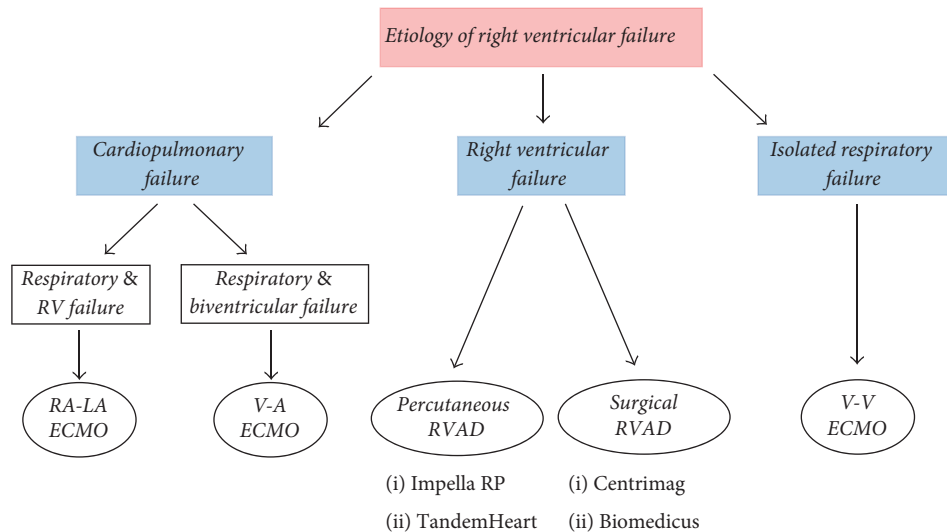 Etiology of right ventricular failure
Cardiopulmonary
failure
Right ventricular
failure
Isolated respiratory
failure
Respiratory &
RV failure
Respiratory &
biventricular failure
RA-LA
ECMO
V-A
ECMO
Percutaneous
RVAD
Surgical
RVAD
V-V
ECMO
(i) Impella RP
(ii) TandemHeart
(i) Centrimag
(ii) Biomedicus